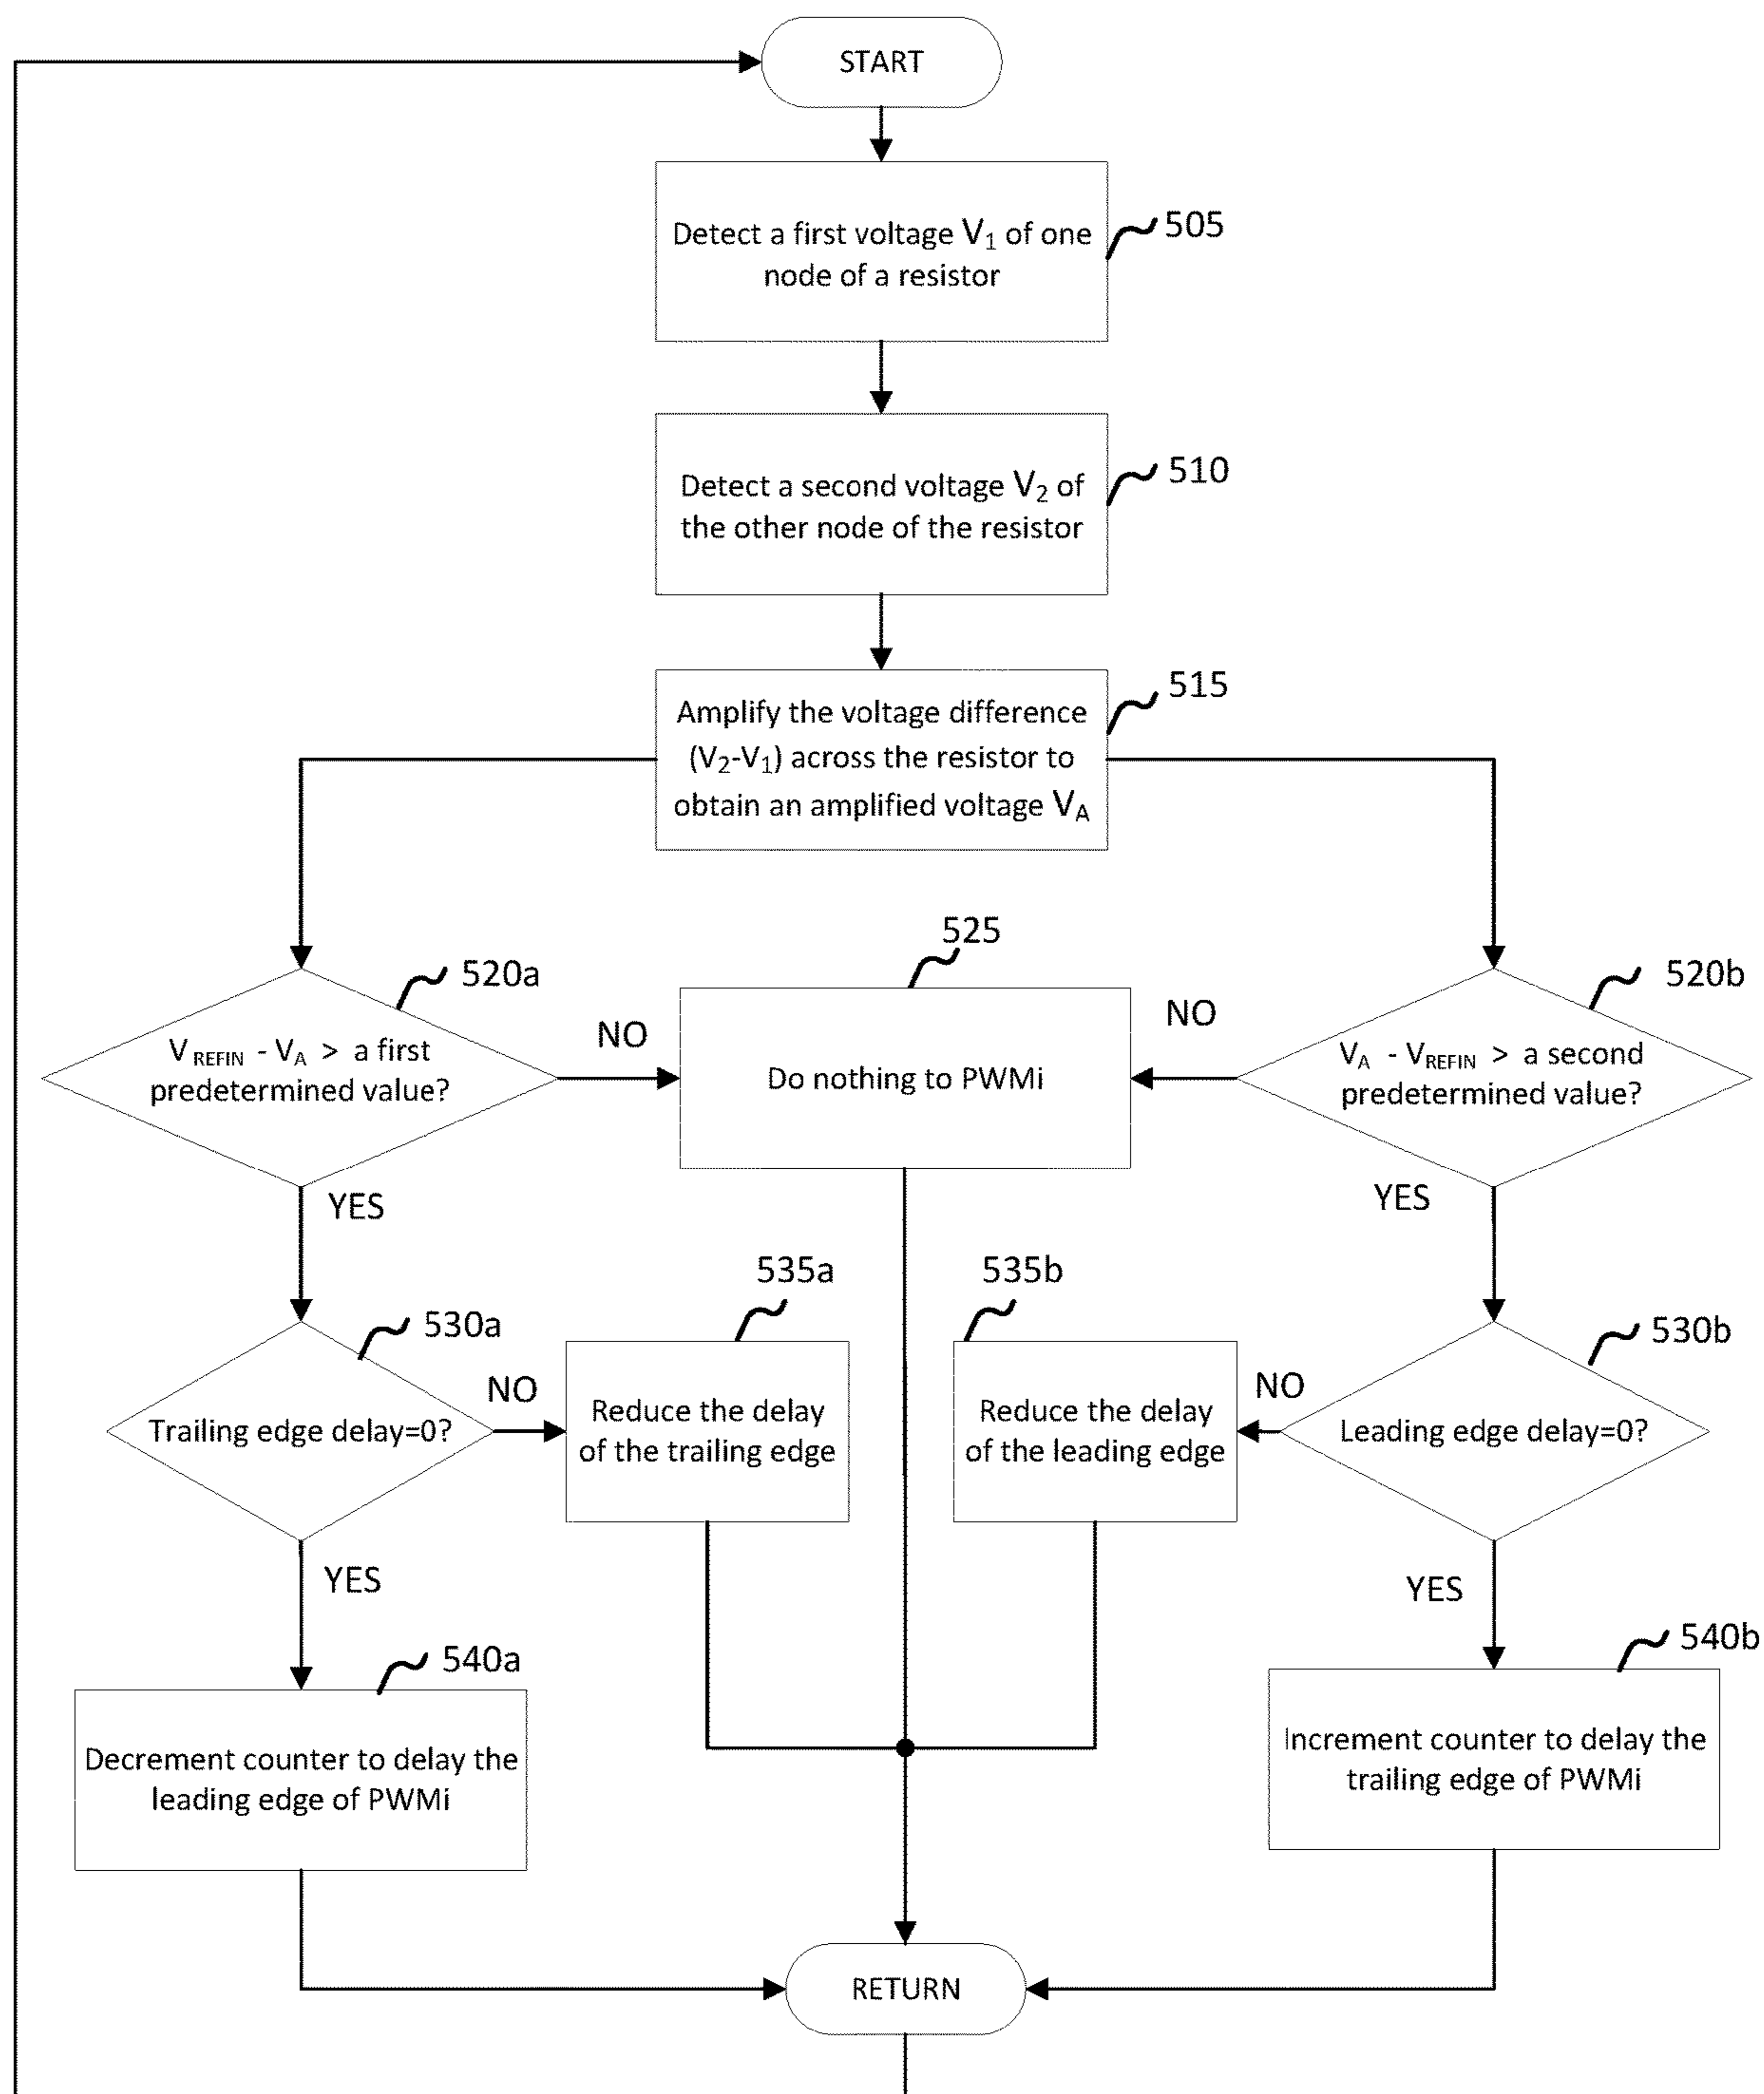 START
Detect a first voltage V₁ of one
node of a resistor
505
Detect a second voltage V₂ of
the other node of the resistor
510
Amplify the voltage difference
(V₂-V₁) across the resistor to
obtain an amplified voltage V_A
515
520a
525
520b
V_REFIN - V_A > a first
predetermined value?
NO
Do nothing to PWMi
NO
V_A - V_REFIN > a second
predetermined value?
YES
YES
530a
535a
535b
530b
Trailing edge delay=0?
NO
Reduce the delay
of the trailing edge
Reduce the delay
of the leading edge
NO
Leading edge delay=0?
YES
YES
540a
540b
Decrement counter to delay the
leading edge of PWMi
Increment counter to delay the
trailing edge of PWMi
RETURN